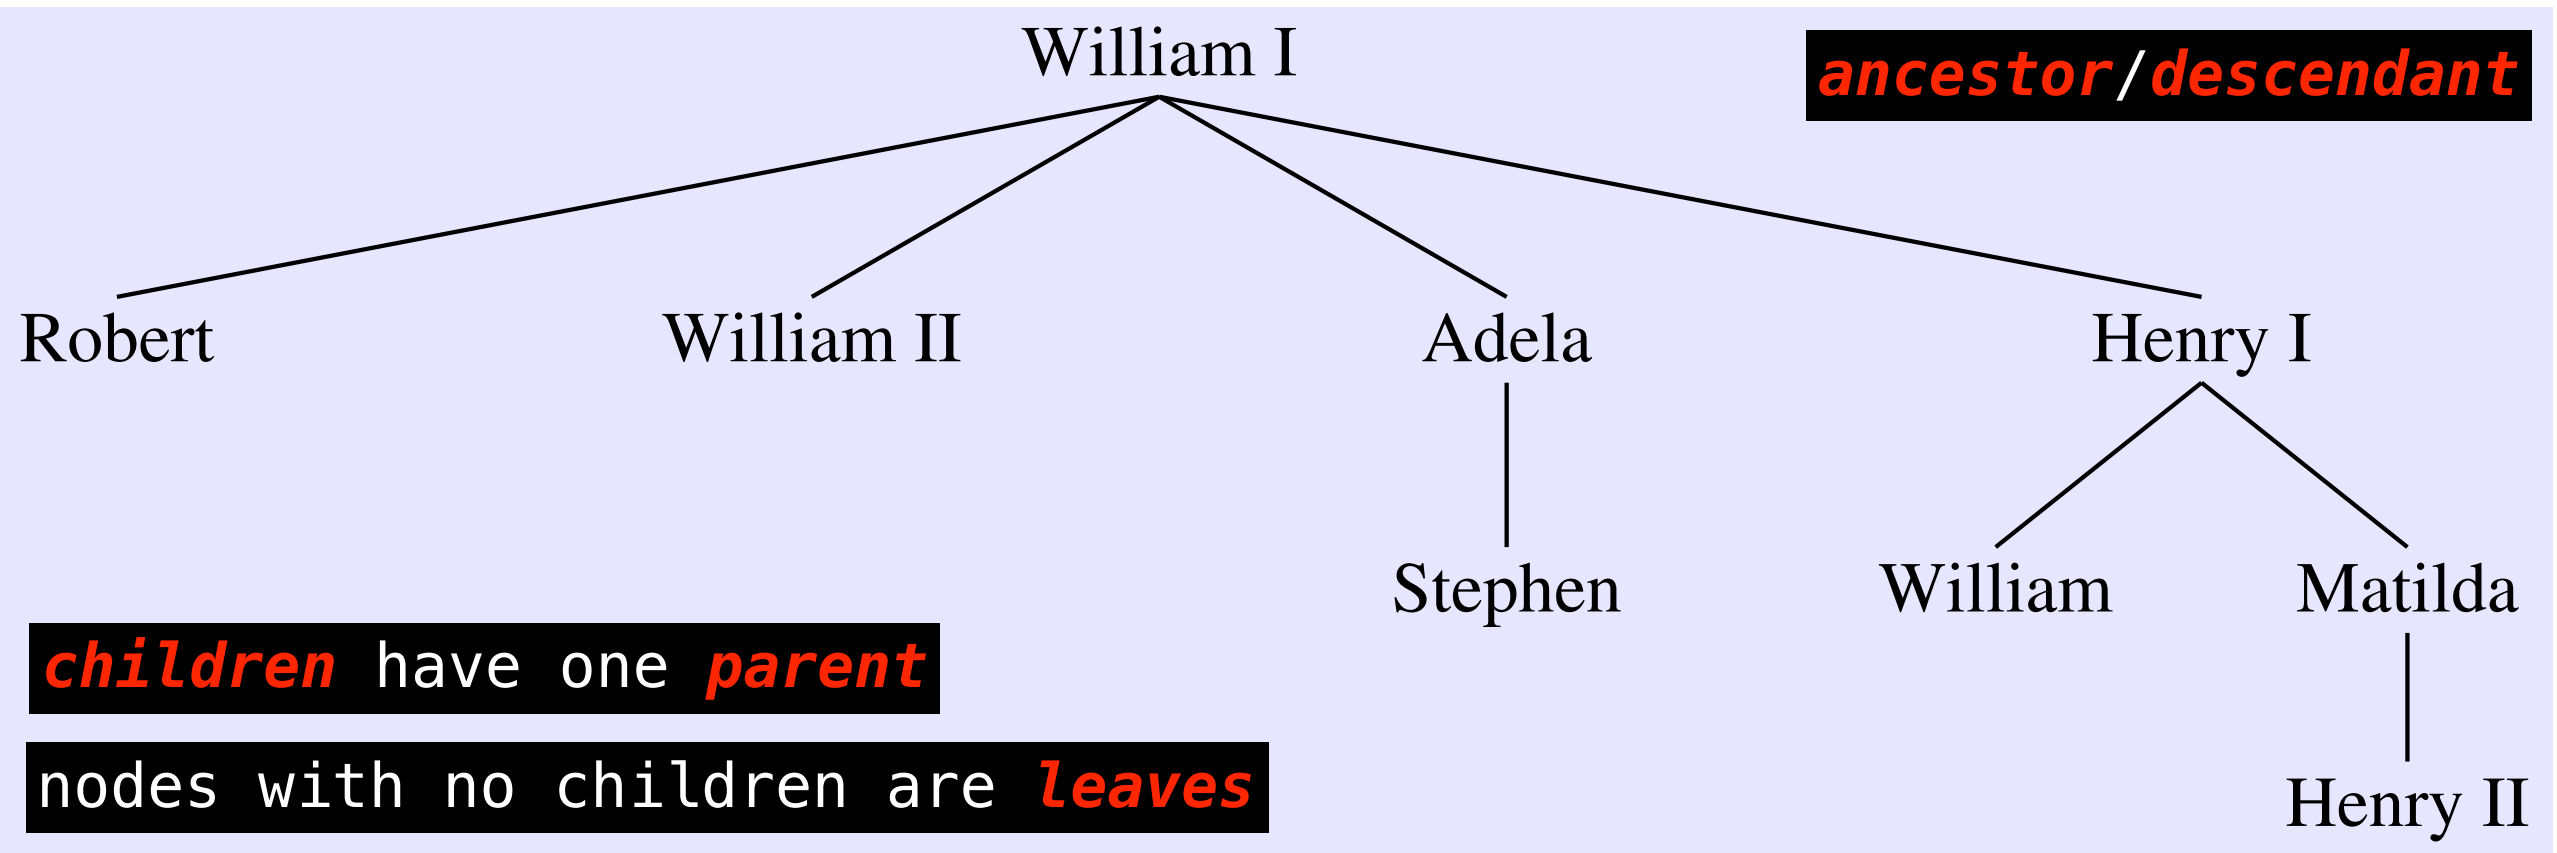 William I
ancestor/descendant
Robert
William II
Adela
Henry I
Stephen
William
Matilda
children have one parent
nodes with no children are leaves
Henry II